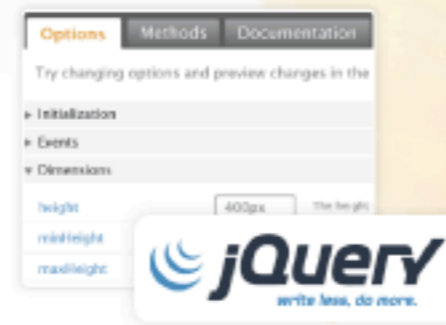 Options Methods Documentation
Try changing options and preview changes in the
Initialization
Events
Dimensions
height 400px The height
minHeight
maxHeight
jQuery
write less, do more.